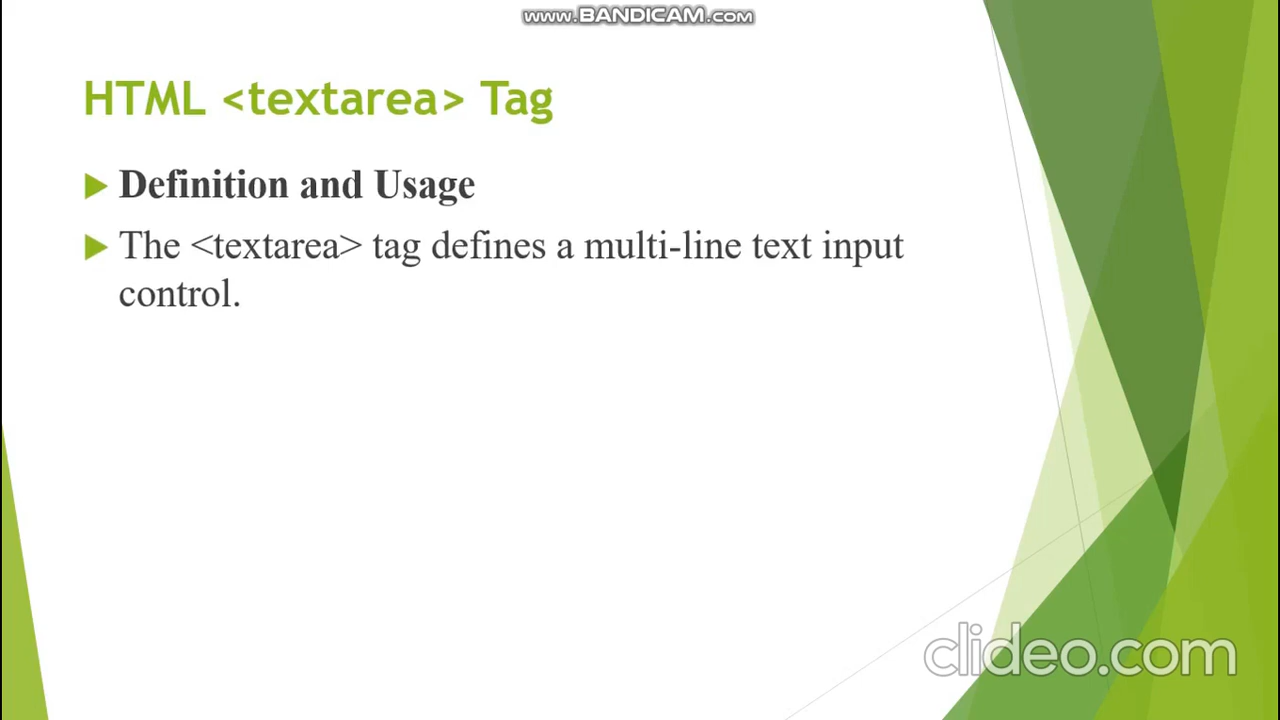 www.BANDICAM.com
HTML <textarea> Tag
Definition and Usage
The <textarea> tag defines a multi-line text input
control.
clideo.com